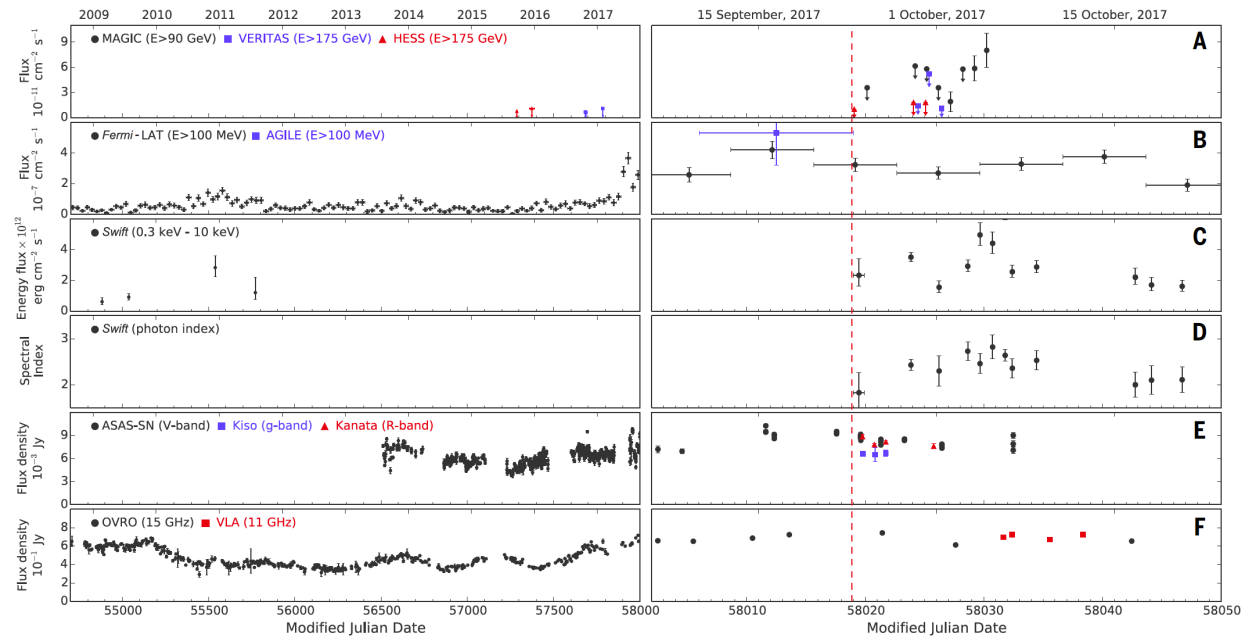 2009 2010 2011 2012 2013 2014 2015 2016 2017 15 September, 2017 1 October, 2017 15 October, 2017
MAGIC (E>90 GeV) VERITAS (E>175 GeV) HESS (E>175 GeV)
A
Flux
10⁻¹¹ cm⁻² s⁻¹
9
6
3
0
Fermi-LAT (E>100 MeV) AGILE (E>100 MeV)
B
Flux
10⁻⁷ cm⁻² s⁻¹
4
2
0
Swift (0.3 keV - 10 keV)
C
Energy flux × 10¹²
erg cm⁻² s⁻¹
4
2
0
Swift (photon index)
D
Spectral
Index
3
2
ASAS-SN (V-band) Kiso (g-band) Kanata (R-band)
E
Flux density
10⁻³ Jy
9
6
3
0
OVRO (15 GHz) VLA (11 GHz)
F
Flux density
10⁻¹ Jy
8
6
4
2
0
55000 55500 56000 56500 57000 57500 58000 58010 58020 58030 58040 58050
Modified Julian Date Modified Julian Date